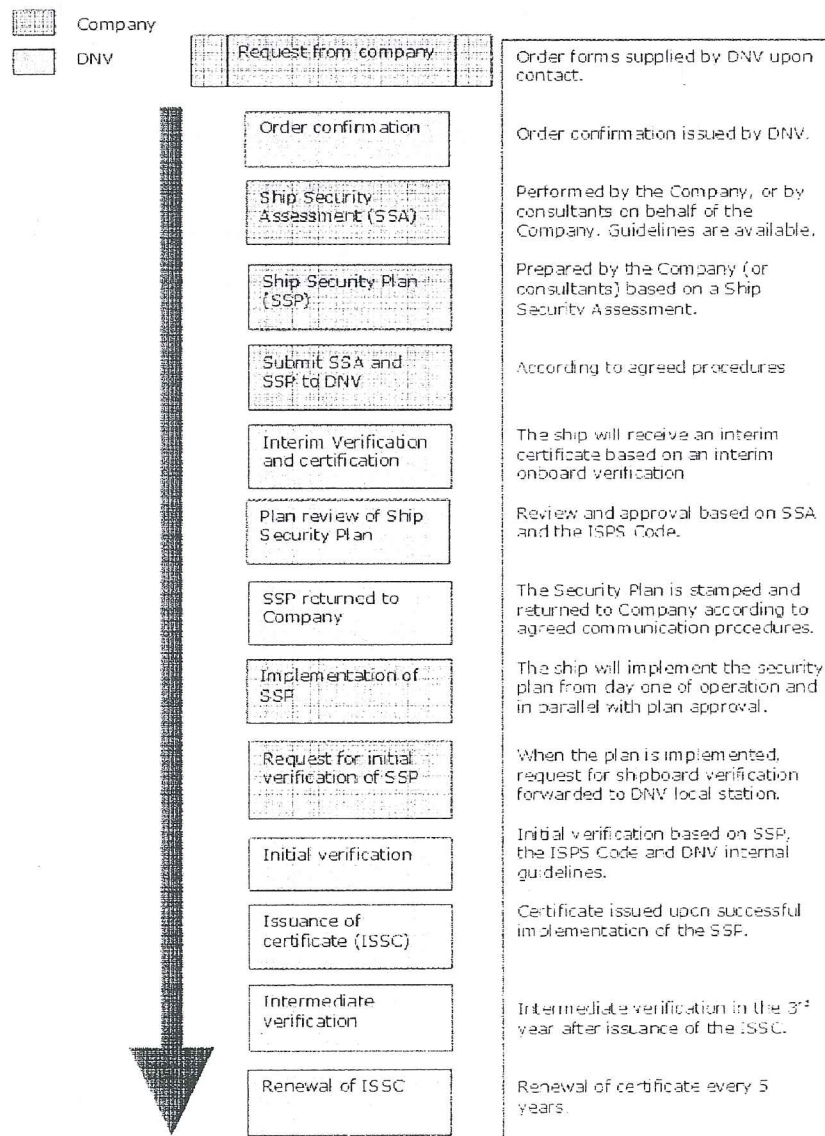 Company
DNV
Request from company
Order forms supplied by DNV upon
contact.
Order confirmation
Order confirmation issued by DNV.
Ship Security
Assessment (SSA)
Performed by the Company, or by
consultants on behalf of the
Company. Guidelines are available.
Ship Security Plan
(SSP)
Prepared by the Company (or
consultants) based on a Ship
Security Assessment.
Submit SSA and
SSP to DNV
According to agreed procedures
Interim Verification
and certification
The ship will receive an interim
certificate based on an interim
onboard verification
Plan review of Ship
Security Plan
Review and approval based on SSA
and the ISPS Code.
SSP returned to
Company
The Security Plan is stamped and
returned to Company according to
agreed communication procedures.
Implementation of
SSP
The ship will implement the security
plan from day one of operation and
in parallel with plan approval.
Request for initial
verification of SSP
When the plan is implemented,
request for shipboard verification
forwarded to DNV local station.
Initial verification
Initial verification based on SSP,
the ISPS Code and DNV internal
guidelines.
Issuance of
certificate (ISSC)
Certificate issued upon successful
implementation of the SSP.
Intermediate
verification
Intermediate verification in the 3rd
year after issuance of the ISSC.
Renewal of ISSC
Renewal of certificate every 5
years.